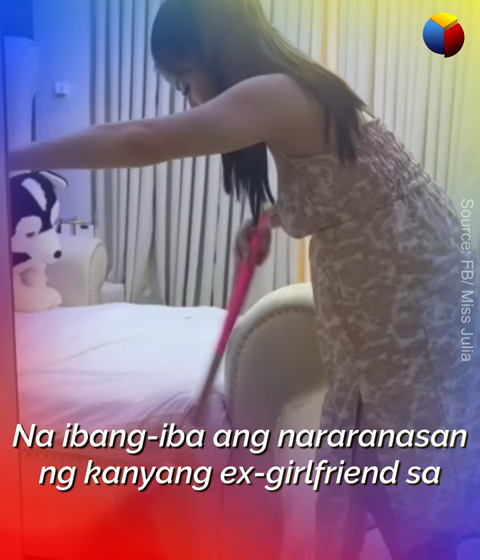 Source: FB/ Miss Julia
Na ibang-iba ang nararanasan
ng kanyang ex-girlfriend sa